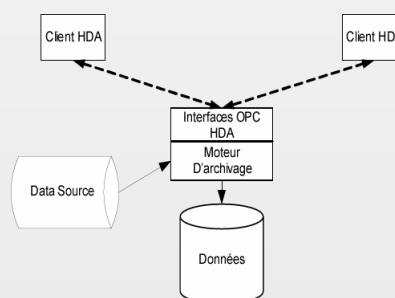 Client HDA
Client HD
Interfaces OPC
HDA
Moteur
D'archivage
Data Source
Données